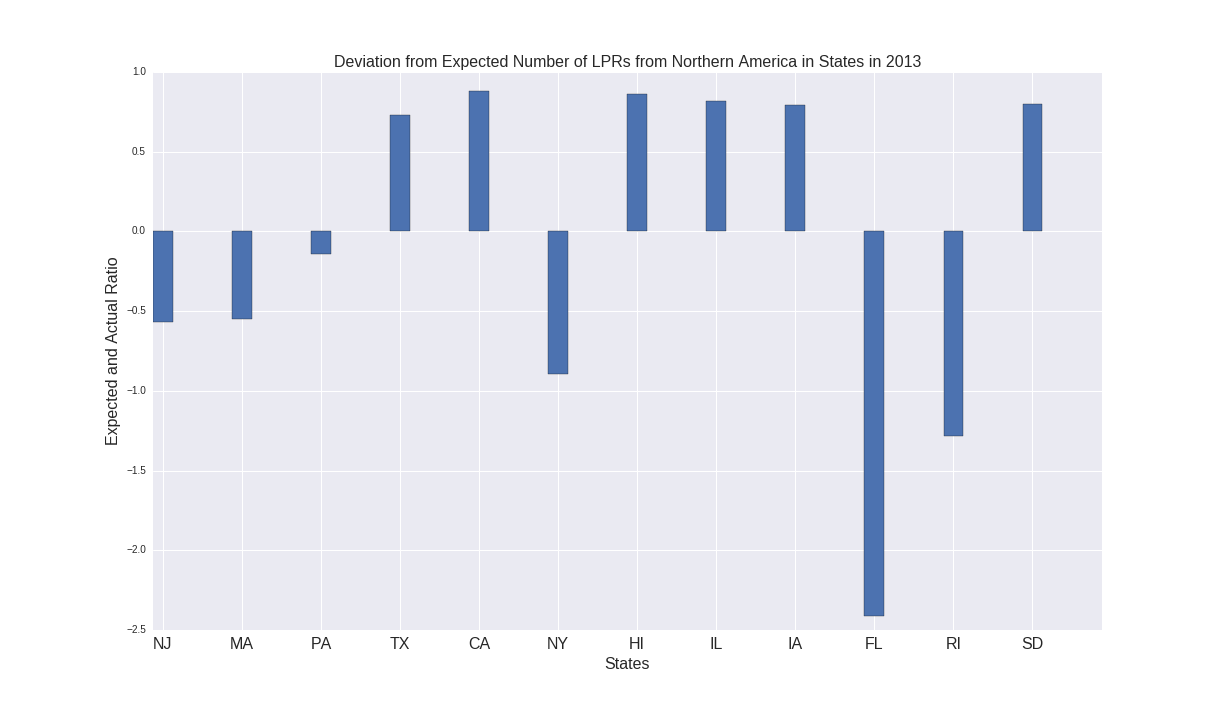 Deviation from Expected Number of LPRs from Northern America in States in 2013
1.0
0.5
0.0
−0.5
−1.0
−1.5
−2.0
−2.5
Expected and Actual Ratio
NJ MA PA TX CA NY HI IL IA FL RI SD
States